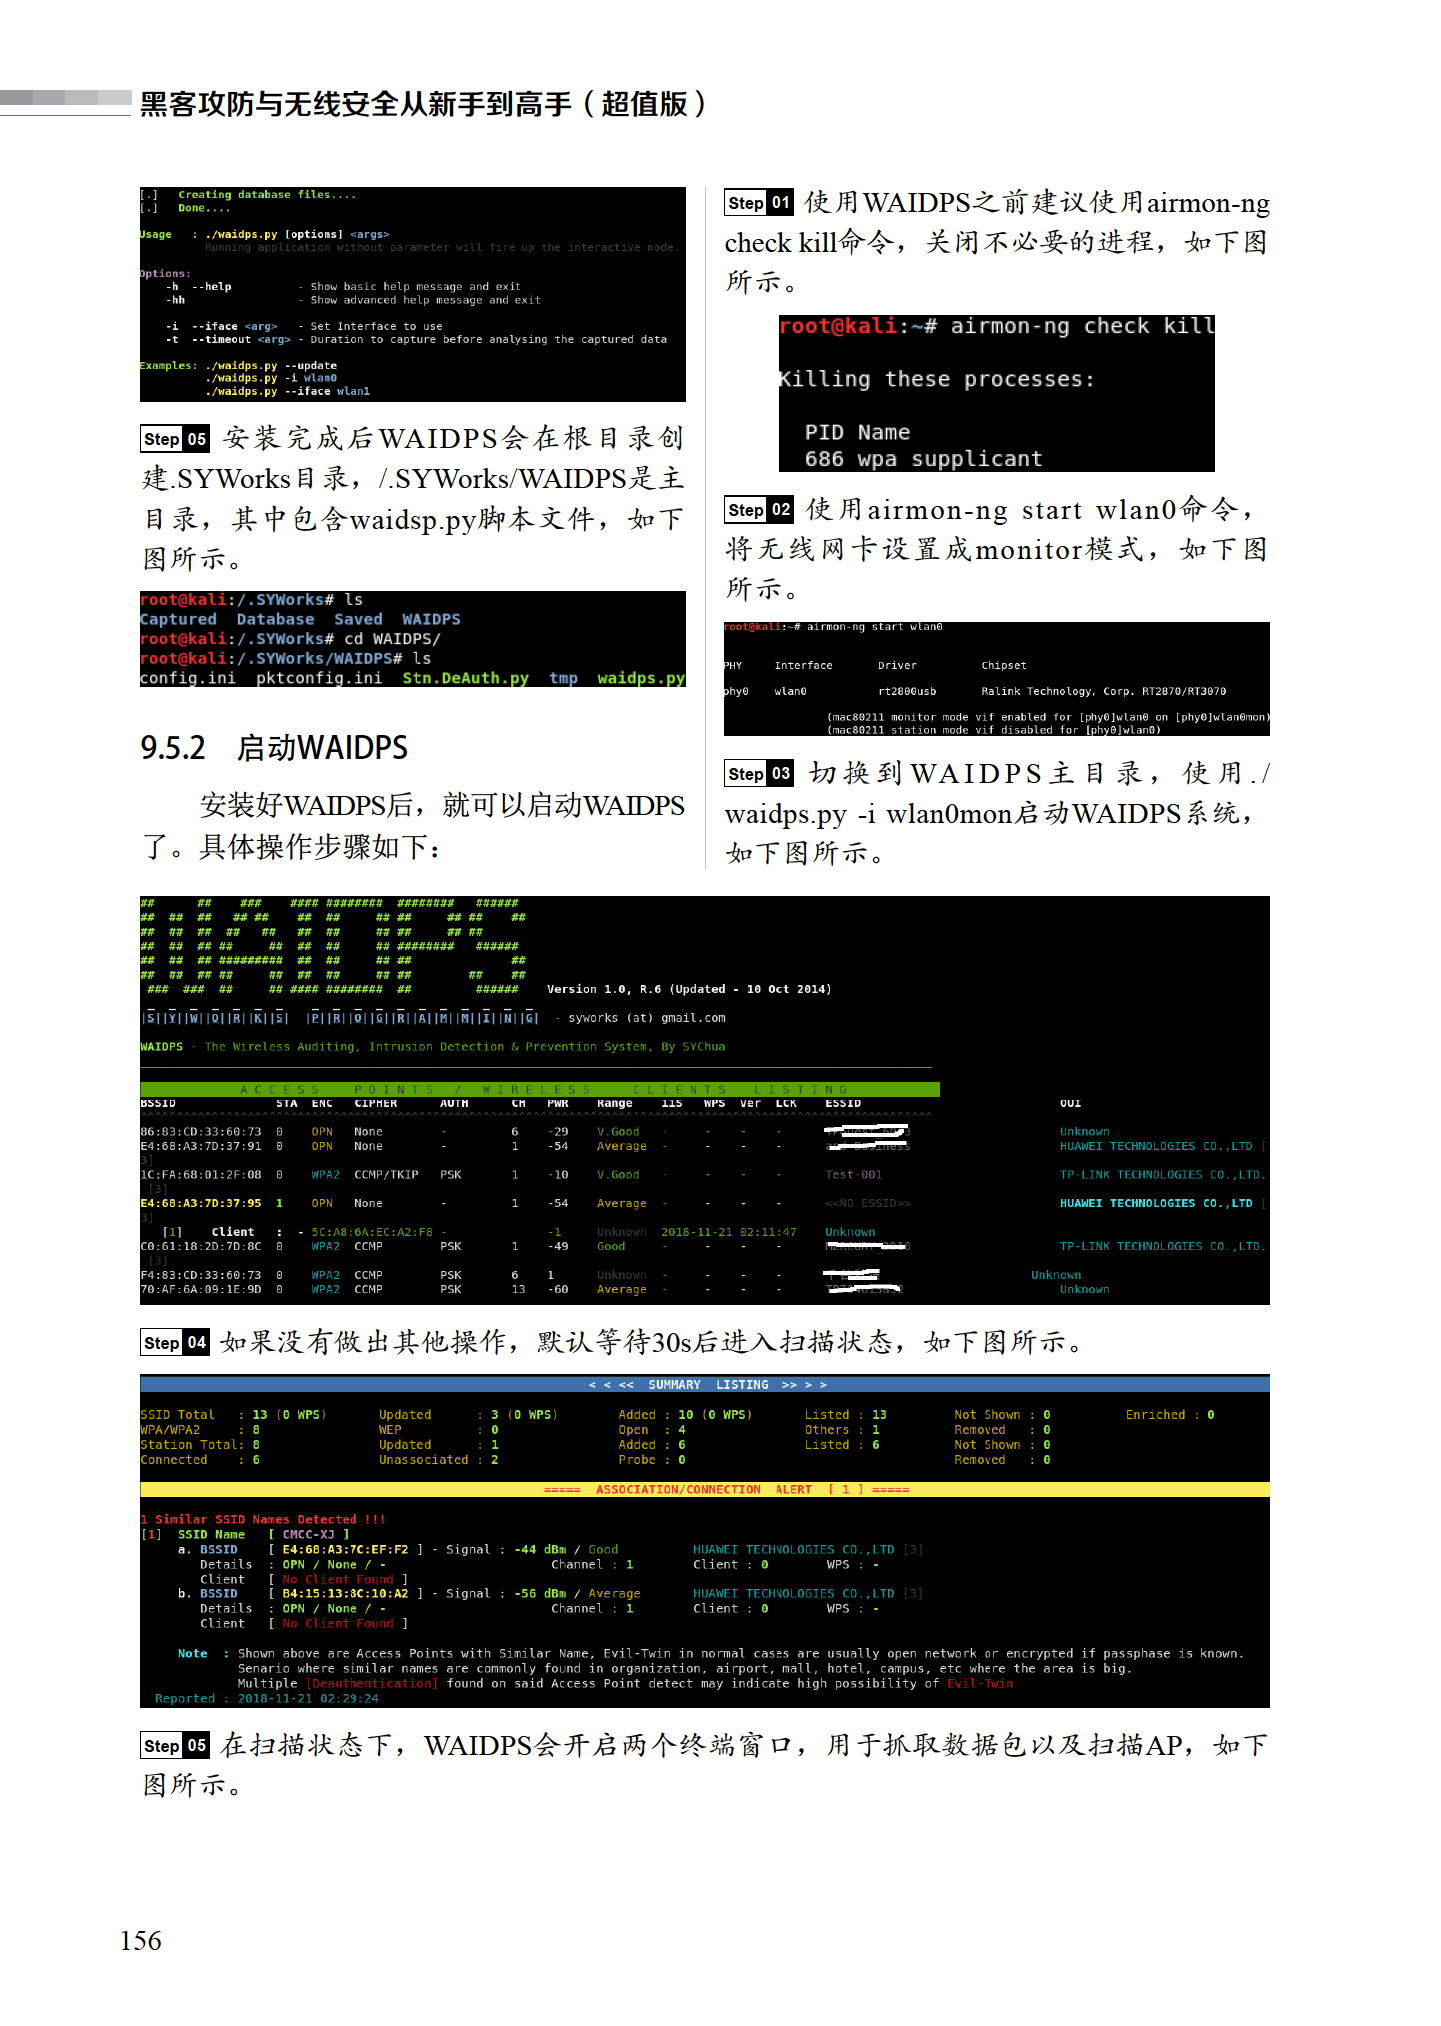 黑客攻防与无线安全从新手到高手（超值版）
[.]   Creating database files....
[.]   Done....
Usage   : ./waidps.py [options] <args>
Running application without parameter will fire up the interactive mode.
Options:
-h  --help          - Show basic help message and exit
-hh                 - Show advanced help message and exit
-i  --iface <arg>   - Set Interface to use
-t  --timeout <arg> - Duration to capture before analysing the captured data
Examples: ./waidps.py --update
./waidps.py -i wlan0
./waidps.py --iface wlan1
Step 05 安装完成后WAIDPS会在根目录创
建.SYWorks目录，/.SYWorks/WAIDPS是主
目录，其中包含waidsp.py脚本文件，如下
图所示。
root@kali:/.SYWorks# ls
Captured  Database  Saved  WAIDPS
root@kali:/.SYWorks# cd WAIDPS/
root@kali:/.SYWorks/WAIDPS# ls
config.ini  pktconfig.ini  Stn.DeAuth.py  tmp  waidps.py
9.5.2　启动WAIDPS
安装好WAIDPS后，就可以启动WAIDPS
了。具体操作步骤如下：
Step 01 使用WAIDPS之前建议使用airmon-ng
check kill命令，关闭不必要的进程，如下图
所示。
root@kali:~# airmon-ng check kill
Killing these processes:
PID Name
686 wpa supplicant
Step 02 使用airmon-ng start wlan0命令，
将无线网卡设置成monitor模式，如下图
所示。
root@kali:~# airmon-ng start wlan0
PHY     Interface       Driver          Chipset
phy0    wlan0           rt2800usb       Ralink Technology, Corp. RT2870/RT3070
(mac80211 monitor mode vif enabled for [phy0]wlan0 on [phy0]wlan0mon)
(mac80211 station mode vif disabled for [phy0]wlan0)
Step 03 切换到WAIDPS主目录，使用./
waidps.py -i wlan0mon启动WAIDPS系统，
如下图所示。
WAIDPS
Version 1.0, R.6 (Updated - 10 Oct 2014)
|S||Y||W||O||R||K||S|  |P||R||O||G||R||A||M||M||I||N||G|  - syworks (at) gmail.com
WAIDPS - The Wireless Auditing, Intrusion Detection & Prevention System, By SYChua
ACCESS POINTS / WIRELESS CLIENTS LISTING
BSSID  STA  ENC  CIPHER  AUTH  CH  PWR  Range  11S  WPS  Ver  LCK  ESSID  OUI
86:83:CD:33:60:73  0  OPN  None  -  6  -29  V.Good  -  -  -  -  Unknown
E4:68:A3:7D:37:91  0  OPN  None  -  1  -54  Average  -  -  -  -  HUAWEI TECHNOLOGIES CO.,LTD [
3]
1C:FA:68:01:2F:08  0  WPA2  CCMP/TKIP  PSK  1  -10  V.Good  -  -  -  -  Test-001  TP-LINK TECHNOLOGIES CO.,LTD.
[3]
E4:68:A3:7D:37:95  1  OPN  None  -  1  -54  Average  -  -  -  -  <<NO ESSID>>  HUAWEI TECHNOLOGIES CO.,LTD [
3]
[1]  Client  :  - 5C:A8:6A:EC:A2:F8 -  -1  Unknown  2018-11-21 02:11:47  Unknown
C0:61:18:2D:7D:8C  0  WPA2  CCMP  PSK  1  -49  Good  -  -  -  -  TP-LINK TECHNOLOGIES CO.,LTD.
[3]
F4:83:CD:33:60:73  0  WPA2  CCMP  PSK  6  1  Unknown  -  -  -  -  Unknown
70:AF:6A:09:1E:9D  0  WPA2  CCMP  PSK  13  -60  Average  -  -  -  -  Unknown
Step 04 如果没有做出其他操作，默认等待30s后进入扫描状态，如下图所示。
< < <<  SUMMARY  LISTING  >> > >
SSID Total  : 13 (0 WPS)  Updated  : 3 (0 WPS)  Added : 10 (0 WPS)  Listed : 13  Not Shown : 0  Enriched : 0
WPA/WPA2  : 8  WEP  : 0  Open  : 4  Others : 1  Removed  : 0
Station Total: 8  Updated  : 1  Added : 6  Listed : 6  Not Shown : 0
Connected  : 6  Unassociated : 2  Probe : 0  Removed  : 0
=====  ASSOCIATION/CONNECTION  ALERT  [ 1 ] =====
1 Similar SSID Names Detected !!!
[1]  SSID Name  [ CMCC-XJ ]
a. BSSID  [ E4:68:A3:7C:EF:F2 ] - Signal : -44 dBm / Good  HUAWEI TECHNOLOGIES CO.,LTD [3]
Details  : OPN / None / -  Channel : 1  Client : 0  WPS : -
Client  [ No Client Found ]
b. BSSID  [ B4:15:13:8C:10:A2 ] - Signal : -56 dBm / Average  HUAWEI TECHNOLOGIES CO.,LTD [3]
Details  : OPN / None / -  Channel : 1  Client : 0  WPS : -
Client  [ No Client Found ]
Note  : Shown above are Access Points with Similar Name, Evil-Twin in normal cases are usually open network or encrypted if passphase is known.
Senario where similar names are commonly found in organization, airport, mall, hotel, campus, etc where the area is big.
Multiple [Deauthentication] found on said Access Point detect may indicate high possibility of Evil-Twin
Reported : 2018-11-21 02:29:24
Step 05 在扫描状态下，WAIDPS会开启两个终端窗口，用于抓取数据包以及扫描AP，如下
图所示。
156